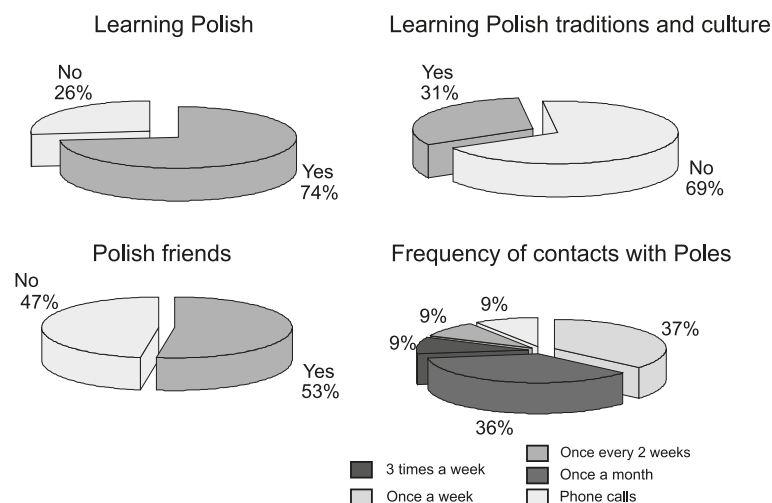 Learning Polish
No
26%
Yes
74%
Learning Polish traditions and culture
Yes
31%
No
69%
Polish friends
No
47%
Yes
53%
Frequency of contacts with Poles
9%
9%
9%
37%
36%
3 times a week
Once a week
Once every 2 weeks
Once a month
Phone calls